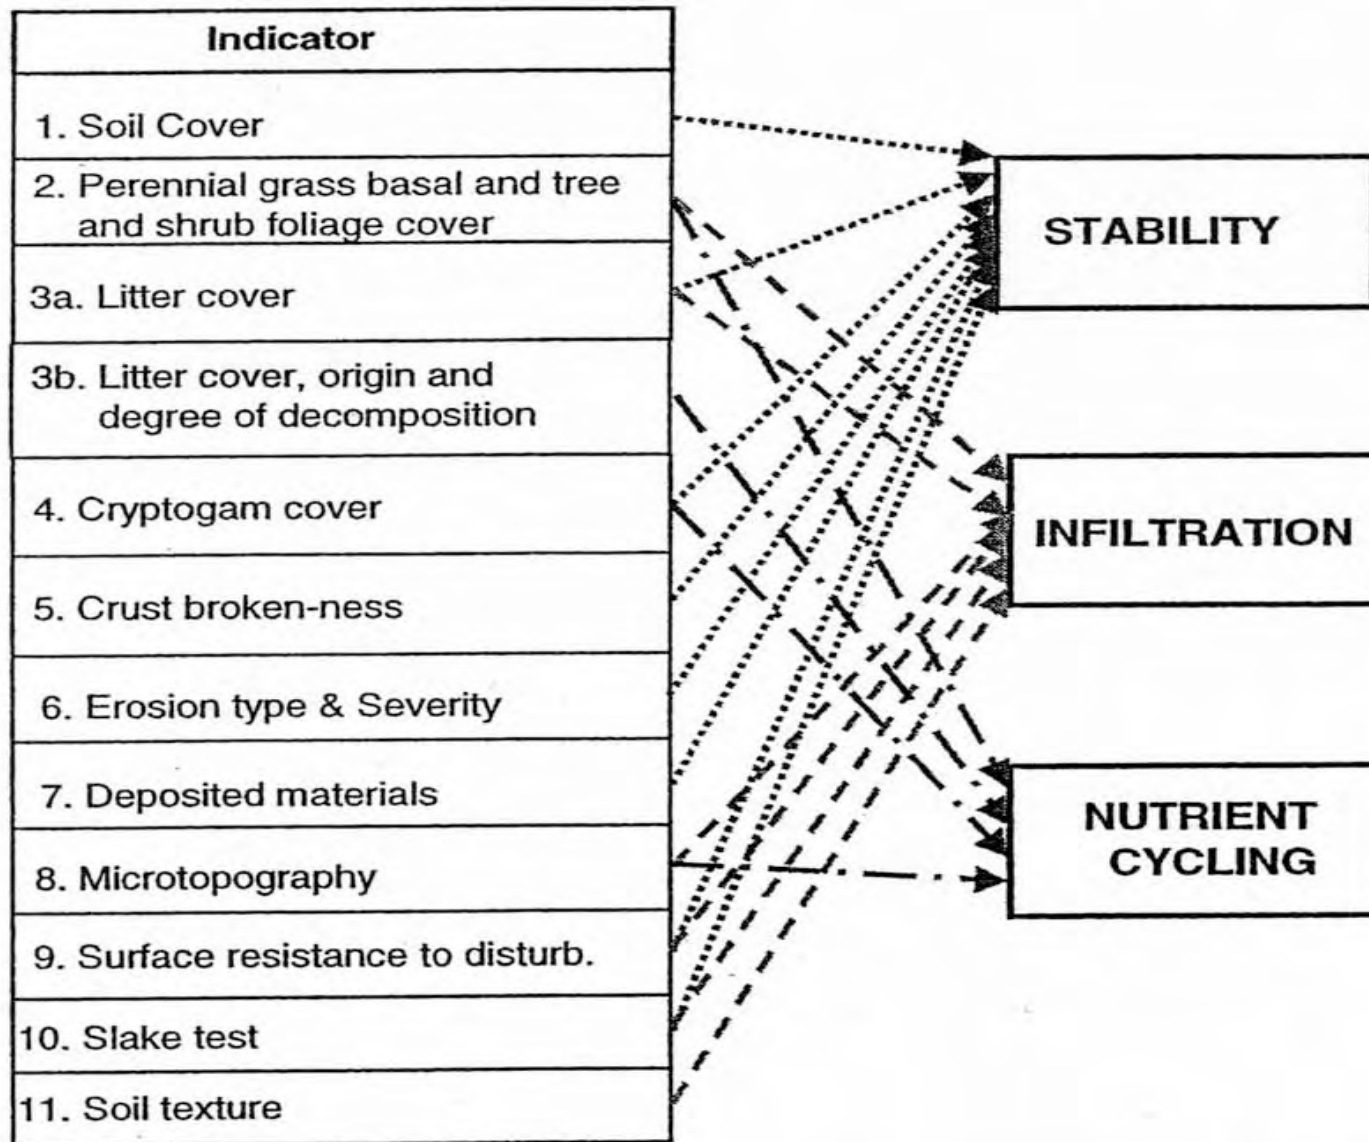 Indicator
1. Soil Cover
2. Perennial grass basal and tree
and shrub foliage cover
3a. Litter cover
3b. Litter cover, origin and
degree of decomposition
4. Cryptogam cover
5. Crust broken-ness
6. Erosion type & Severity
7. Deposited materials
8. Microtopography
9. Surface resistance to disturb.
10. Slake test
11. Soil texture
STABILITY
INFILTRATION
NUTRIENT
CYCLING